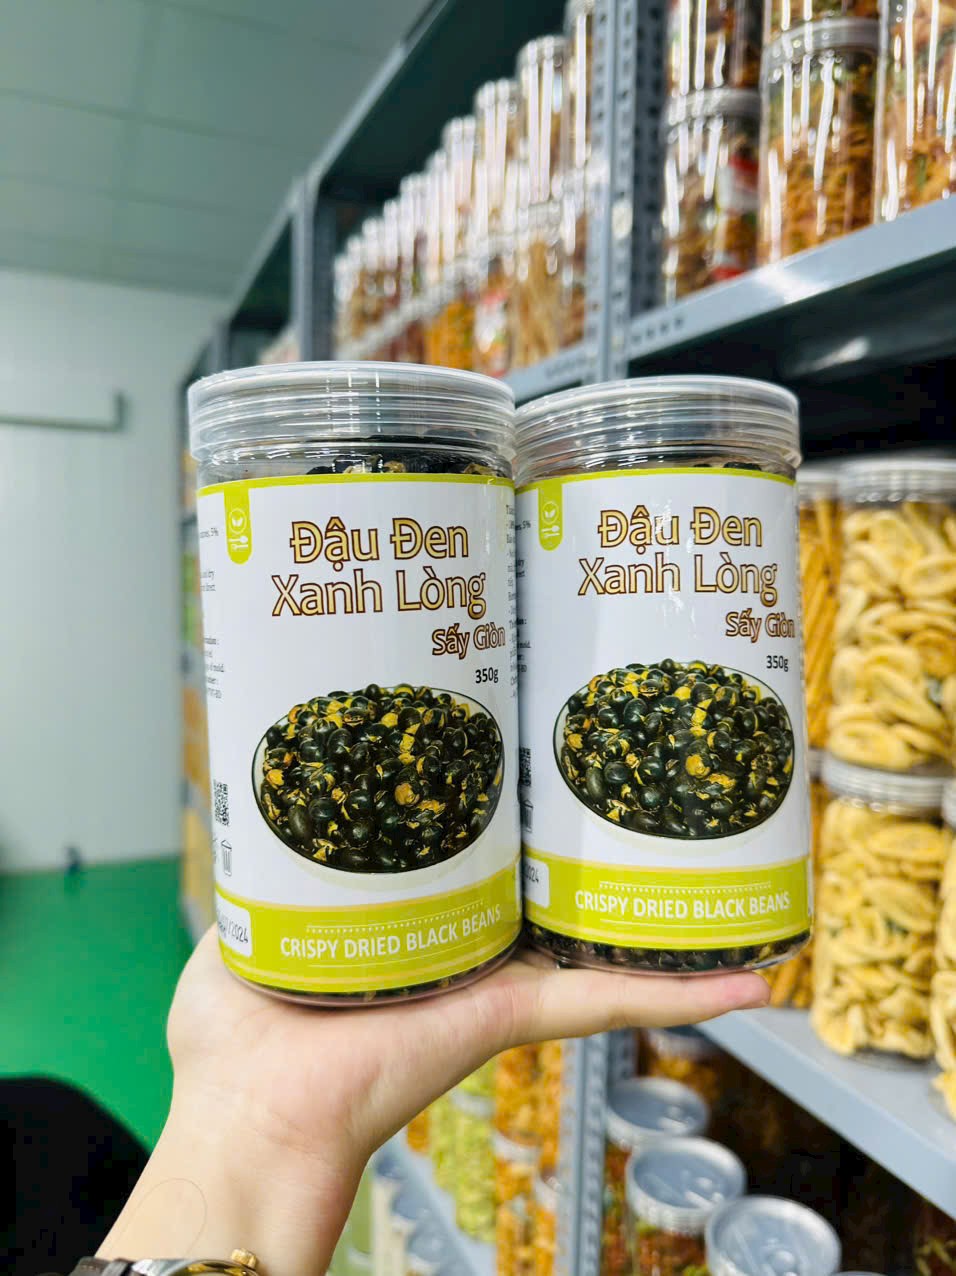 Đậu Đen
Xanh Lòng
Sấy Giòn
350g
CRISPY DRIED BLACK BEANS
Đậu Đen
Xanh Lòng
Sấy Giòn
350g
CRISPY DRIED BLACK BEANS